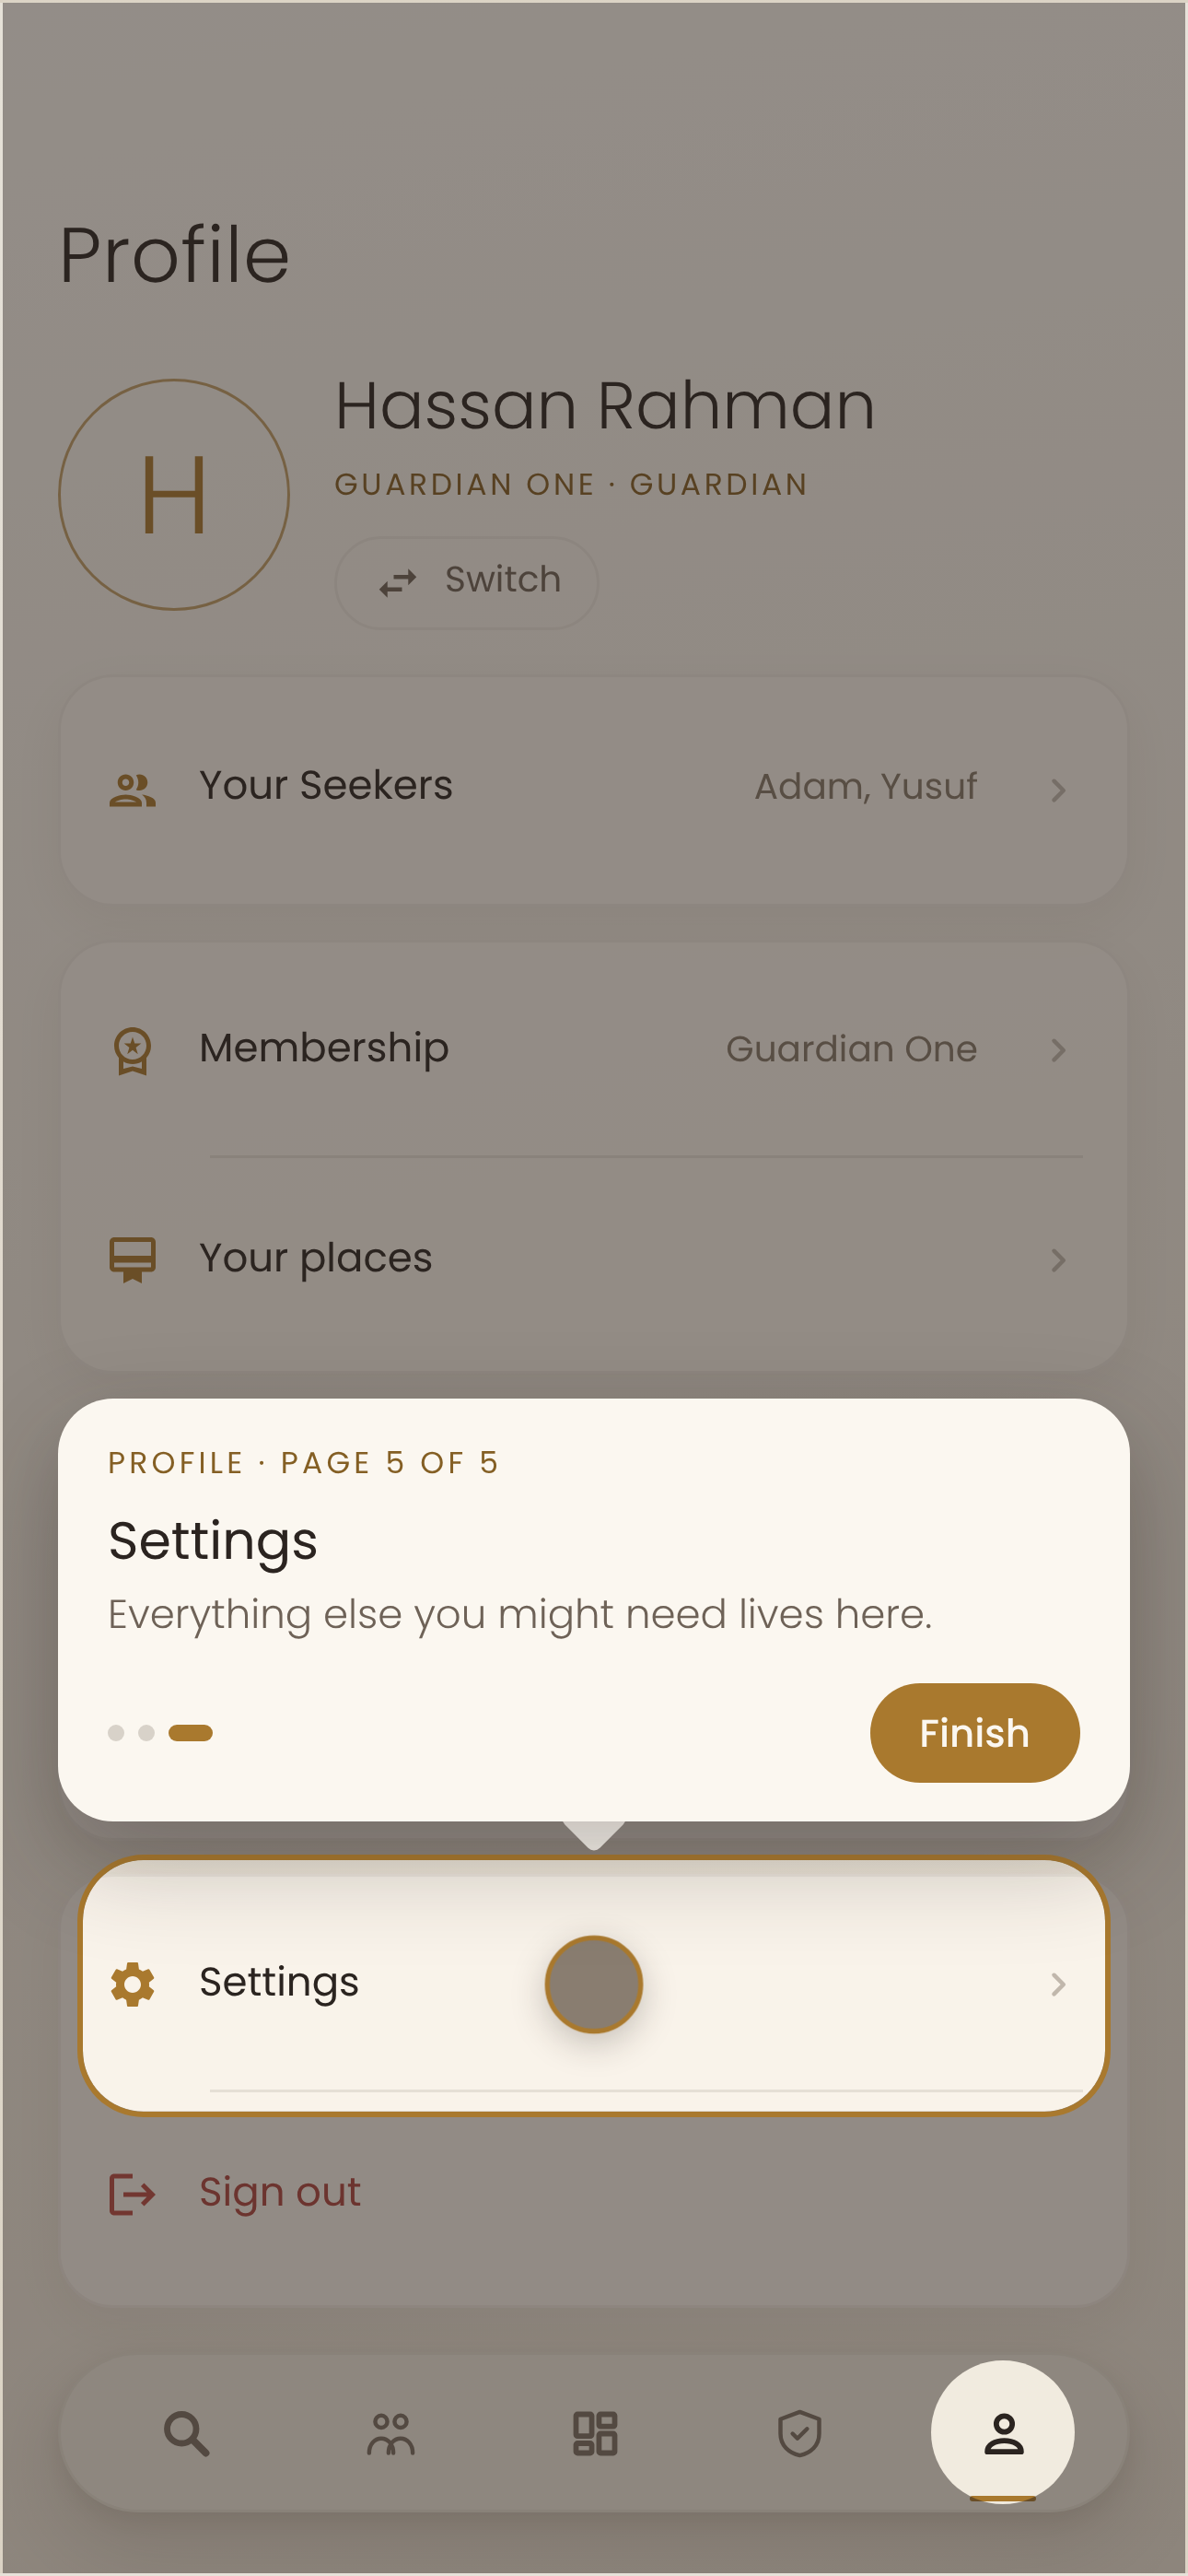 Profile
H
Hassan Rahman
GUARDIAN ONE · GUARDIAN
Switch
Your Seekers
Adam, Yusuf
Membership
Guardian One
Your places
PROFILE · PAGE 5 OF 5
Settings
Everything else you might need lives here.
Finish
Settings
Sign out